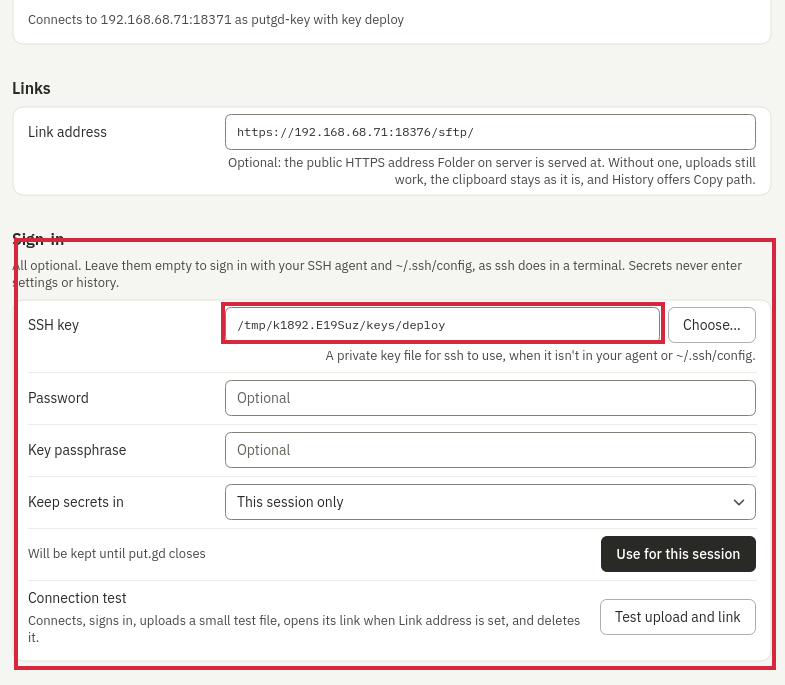 Connects to 192.168.68.71:18371 as putgd-key with key deploy
Links
Link address
https://192.168.68.71:18376/sftp/
Optional: the public HTTPS address Folder on server is served at. Without one, uploads still
work, the clipboard stays as it is, and History offers Copy path.
Sign-in
All optional. Leave them empty to sign in with your SSH agent and ~/.ssh/config, as ssh does in a terminal. Secrets never enter
settings or history.
SSH key
/tmp/k1892.E19Suz/keys/deploy
Choose...
A private key file for ssh to use, when it isn't in your agent or ~/.ssh/config.
Password
Optional
Key passphrase
Optional
Keep secrets in
This session only
Will be kept until put.gd closes
Use for this session
Connection test
Connects, signs in, uploads a small test file, opens its link when Link address is set, and deletes
it.
Test upload and link